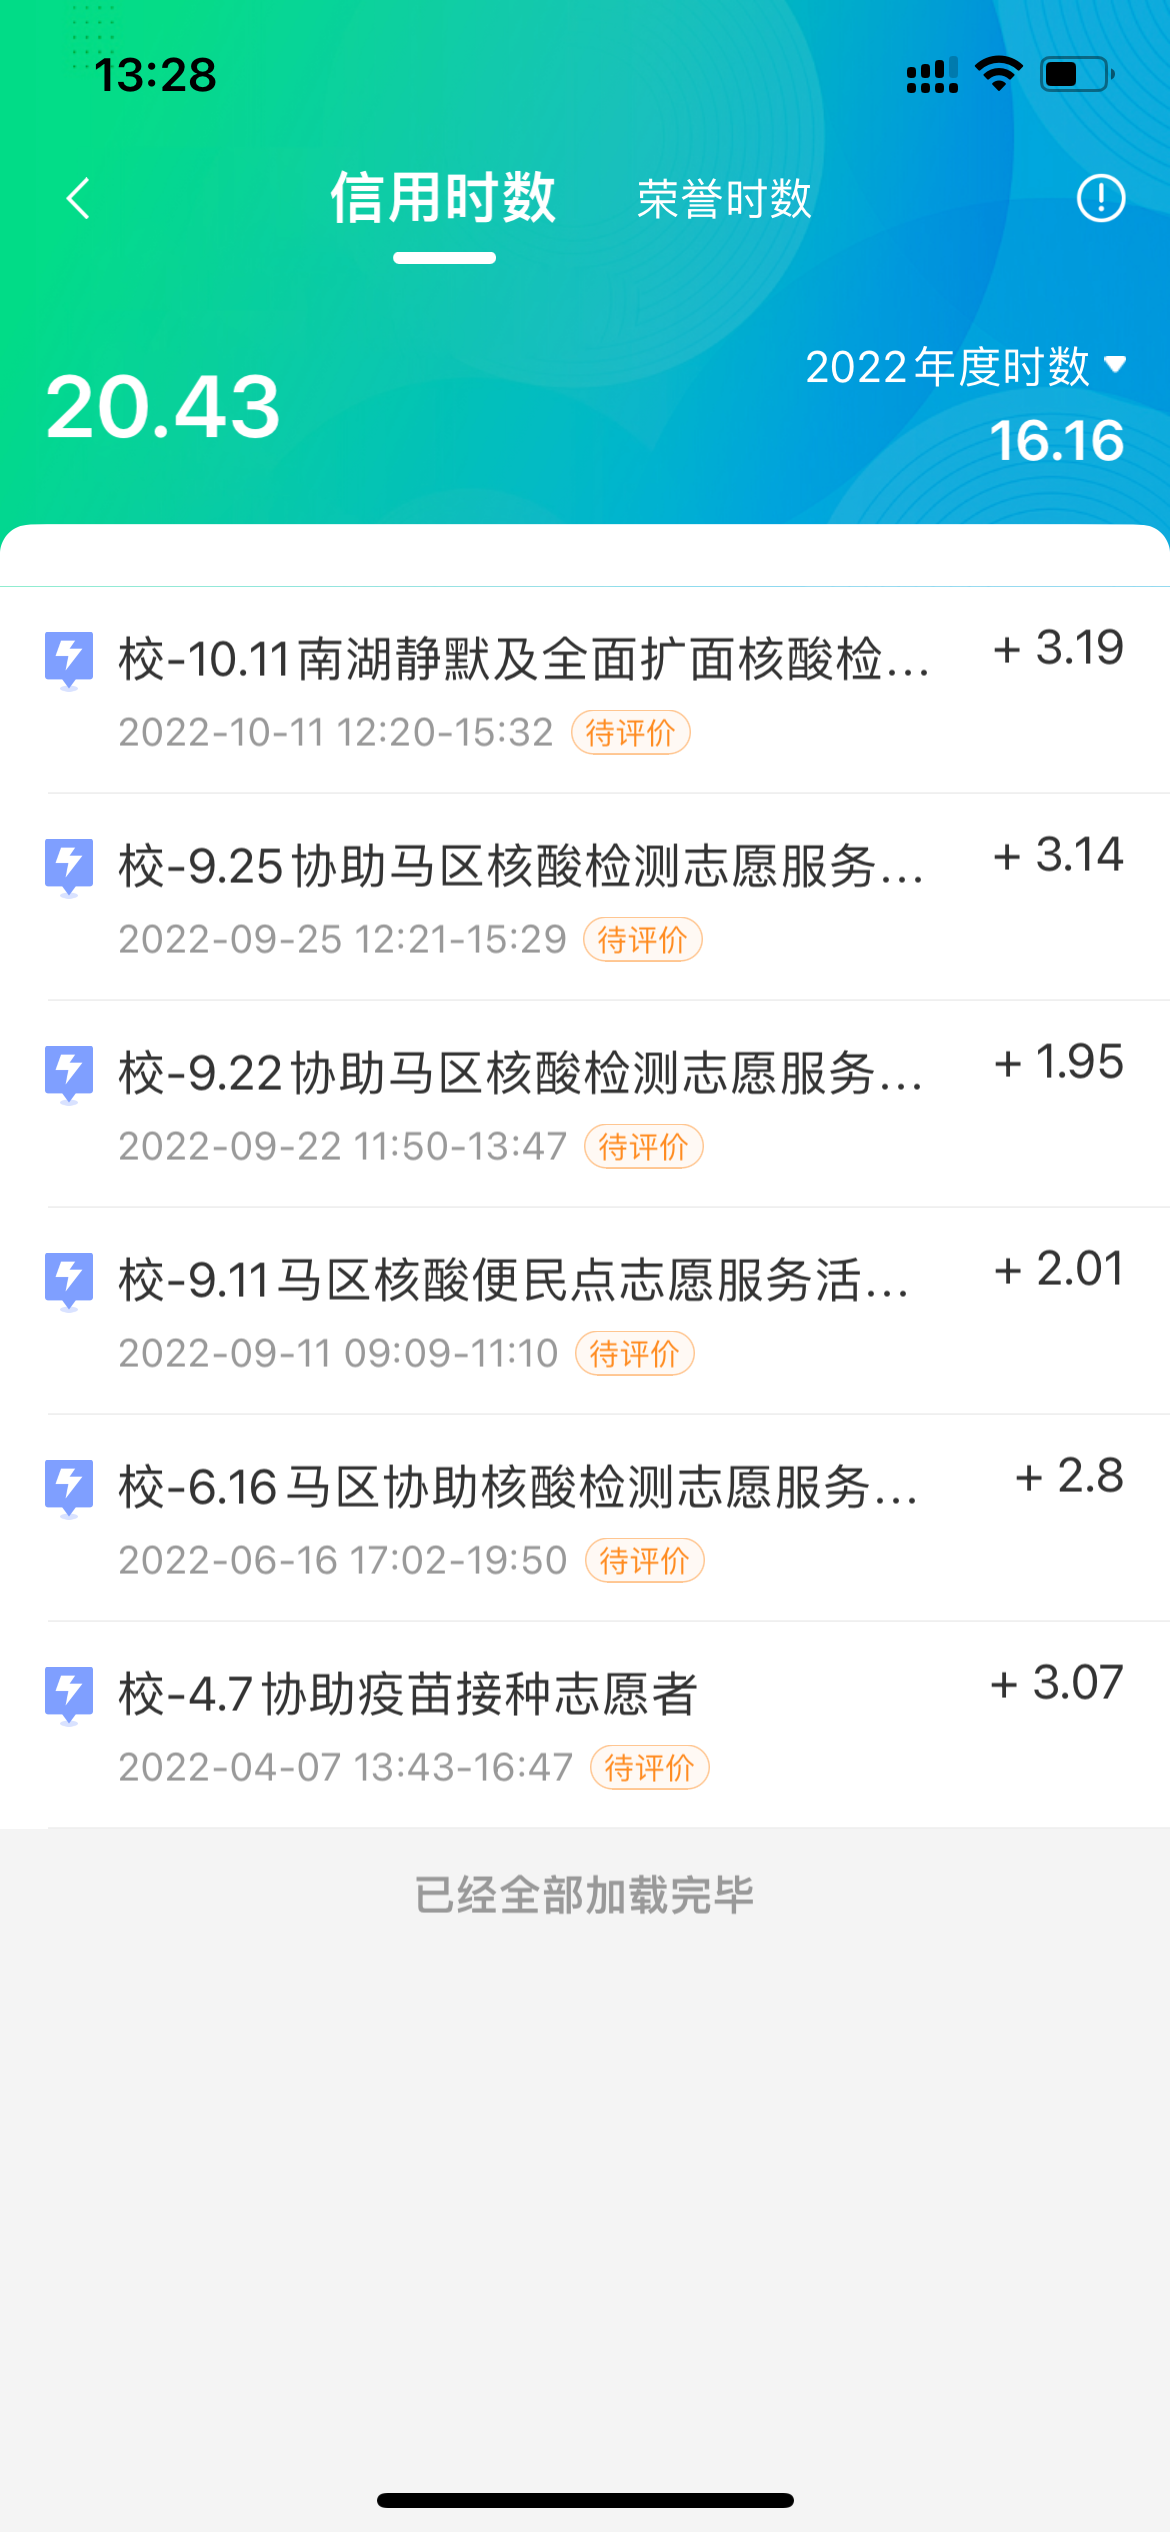 13:28
信用时数 荣誉时数
2022年度时数
20.43
16.16
校-10.11南湖静默及全面扩面核酸检... + 3.19
2022-10-11 12:20-15:32 待评价
校-9.25协助马区核酸检测志愿服务... + 3.14
2022-09-25 12:21-15:29 待评价
校-9.22协助马区核酸检测志愿服务... + 1.95
2022-09-22 11:50-13:47 待评价
校-9.11马区核酸便民点志愿服务活... + 2.01
2022-09-11 09:09-11:10 待评价
校-6.16马区协助核酸检测志愿服务... + 2.8
2022-06-16 17:02-19:50 待评价
校-4.7协助疫苗接种志愿者 + 3.07
2022-04-07 13:43-16:47 待评价
已经全部加载完毕